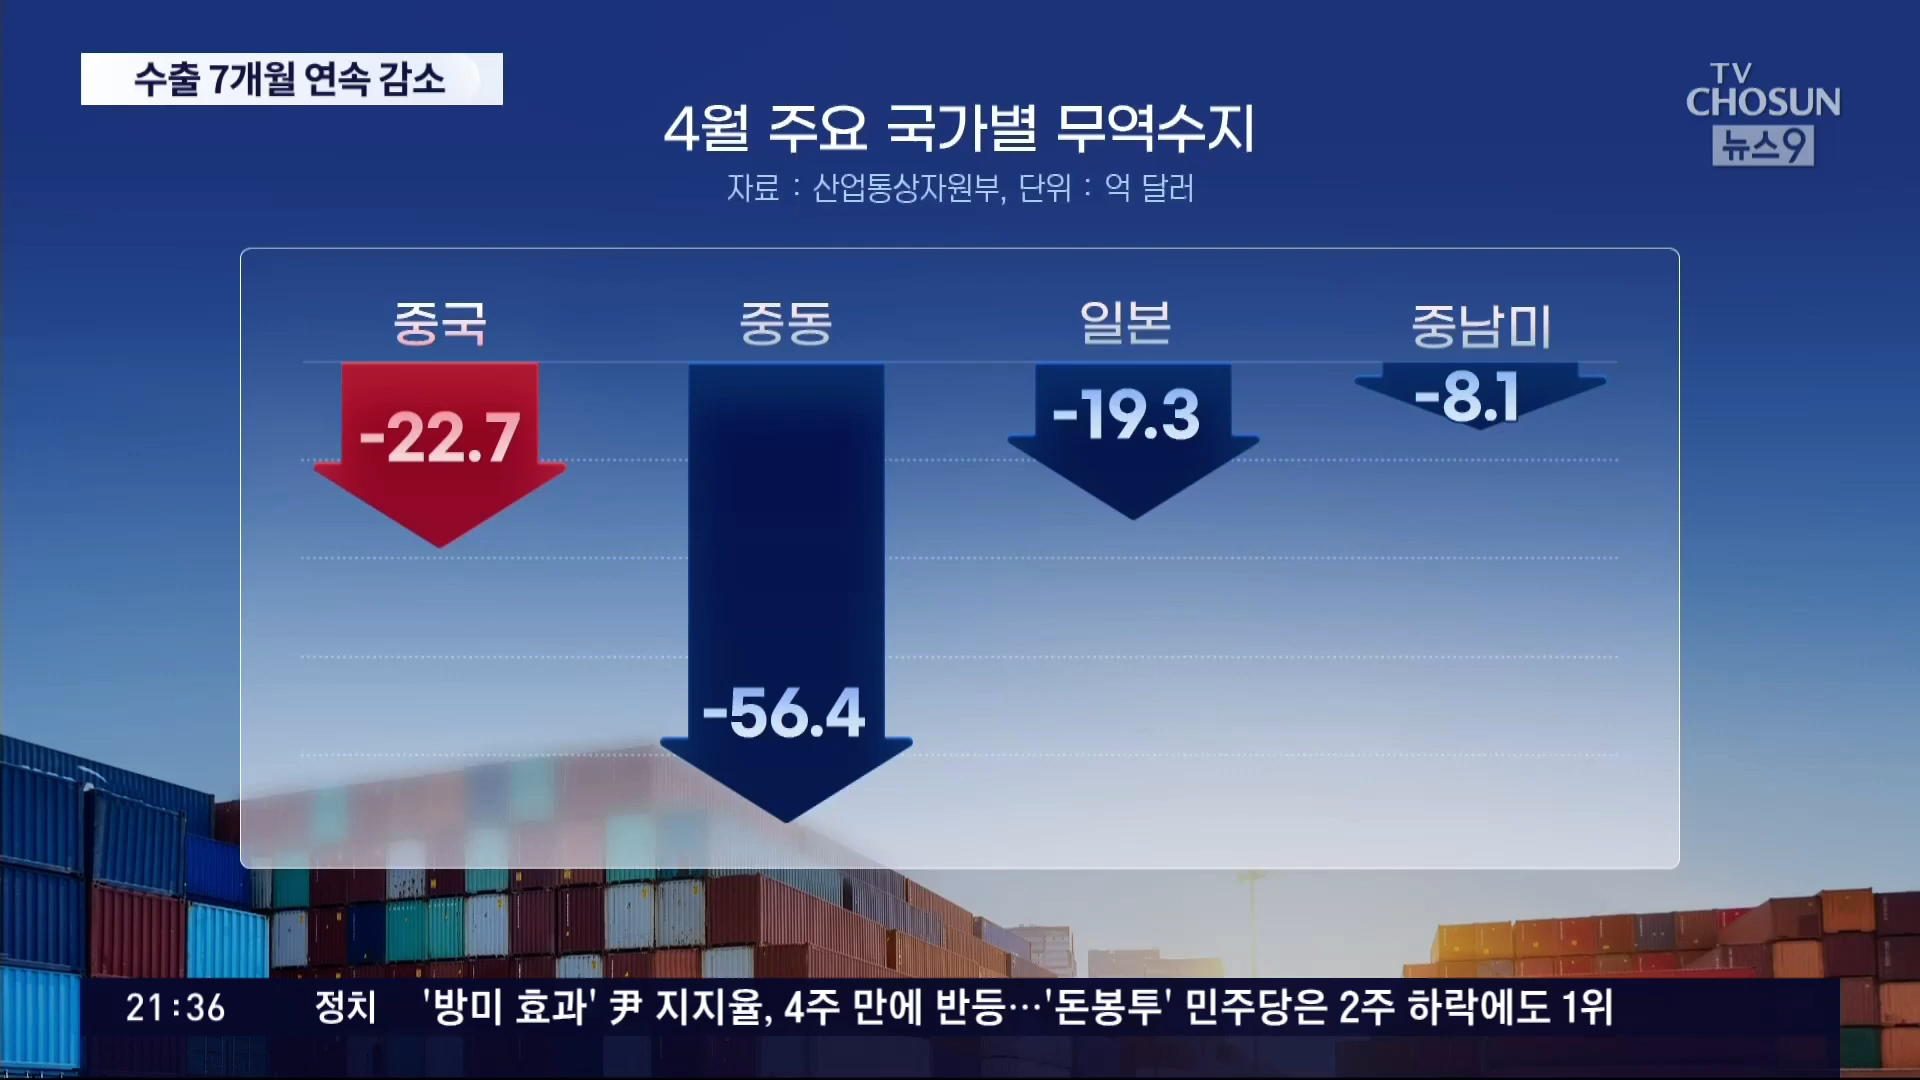 수출 7개월 연속 감소
TV
CHOSUN
뉴스9
4월 주요 국가별 무역수지
자료 : 산업통상자원부, 단위 : 억 달러
중국
중동
일본
중남미
-22.7
-56.4
-19.3
-8.1
21:36 정치 '방미 효과' 尹 지지율, 4주 만에 반등…'돈봉투' 민주당은 2주 하락에도 1위